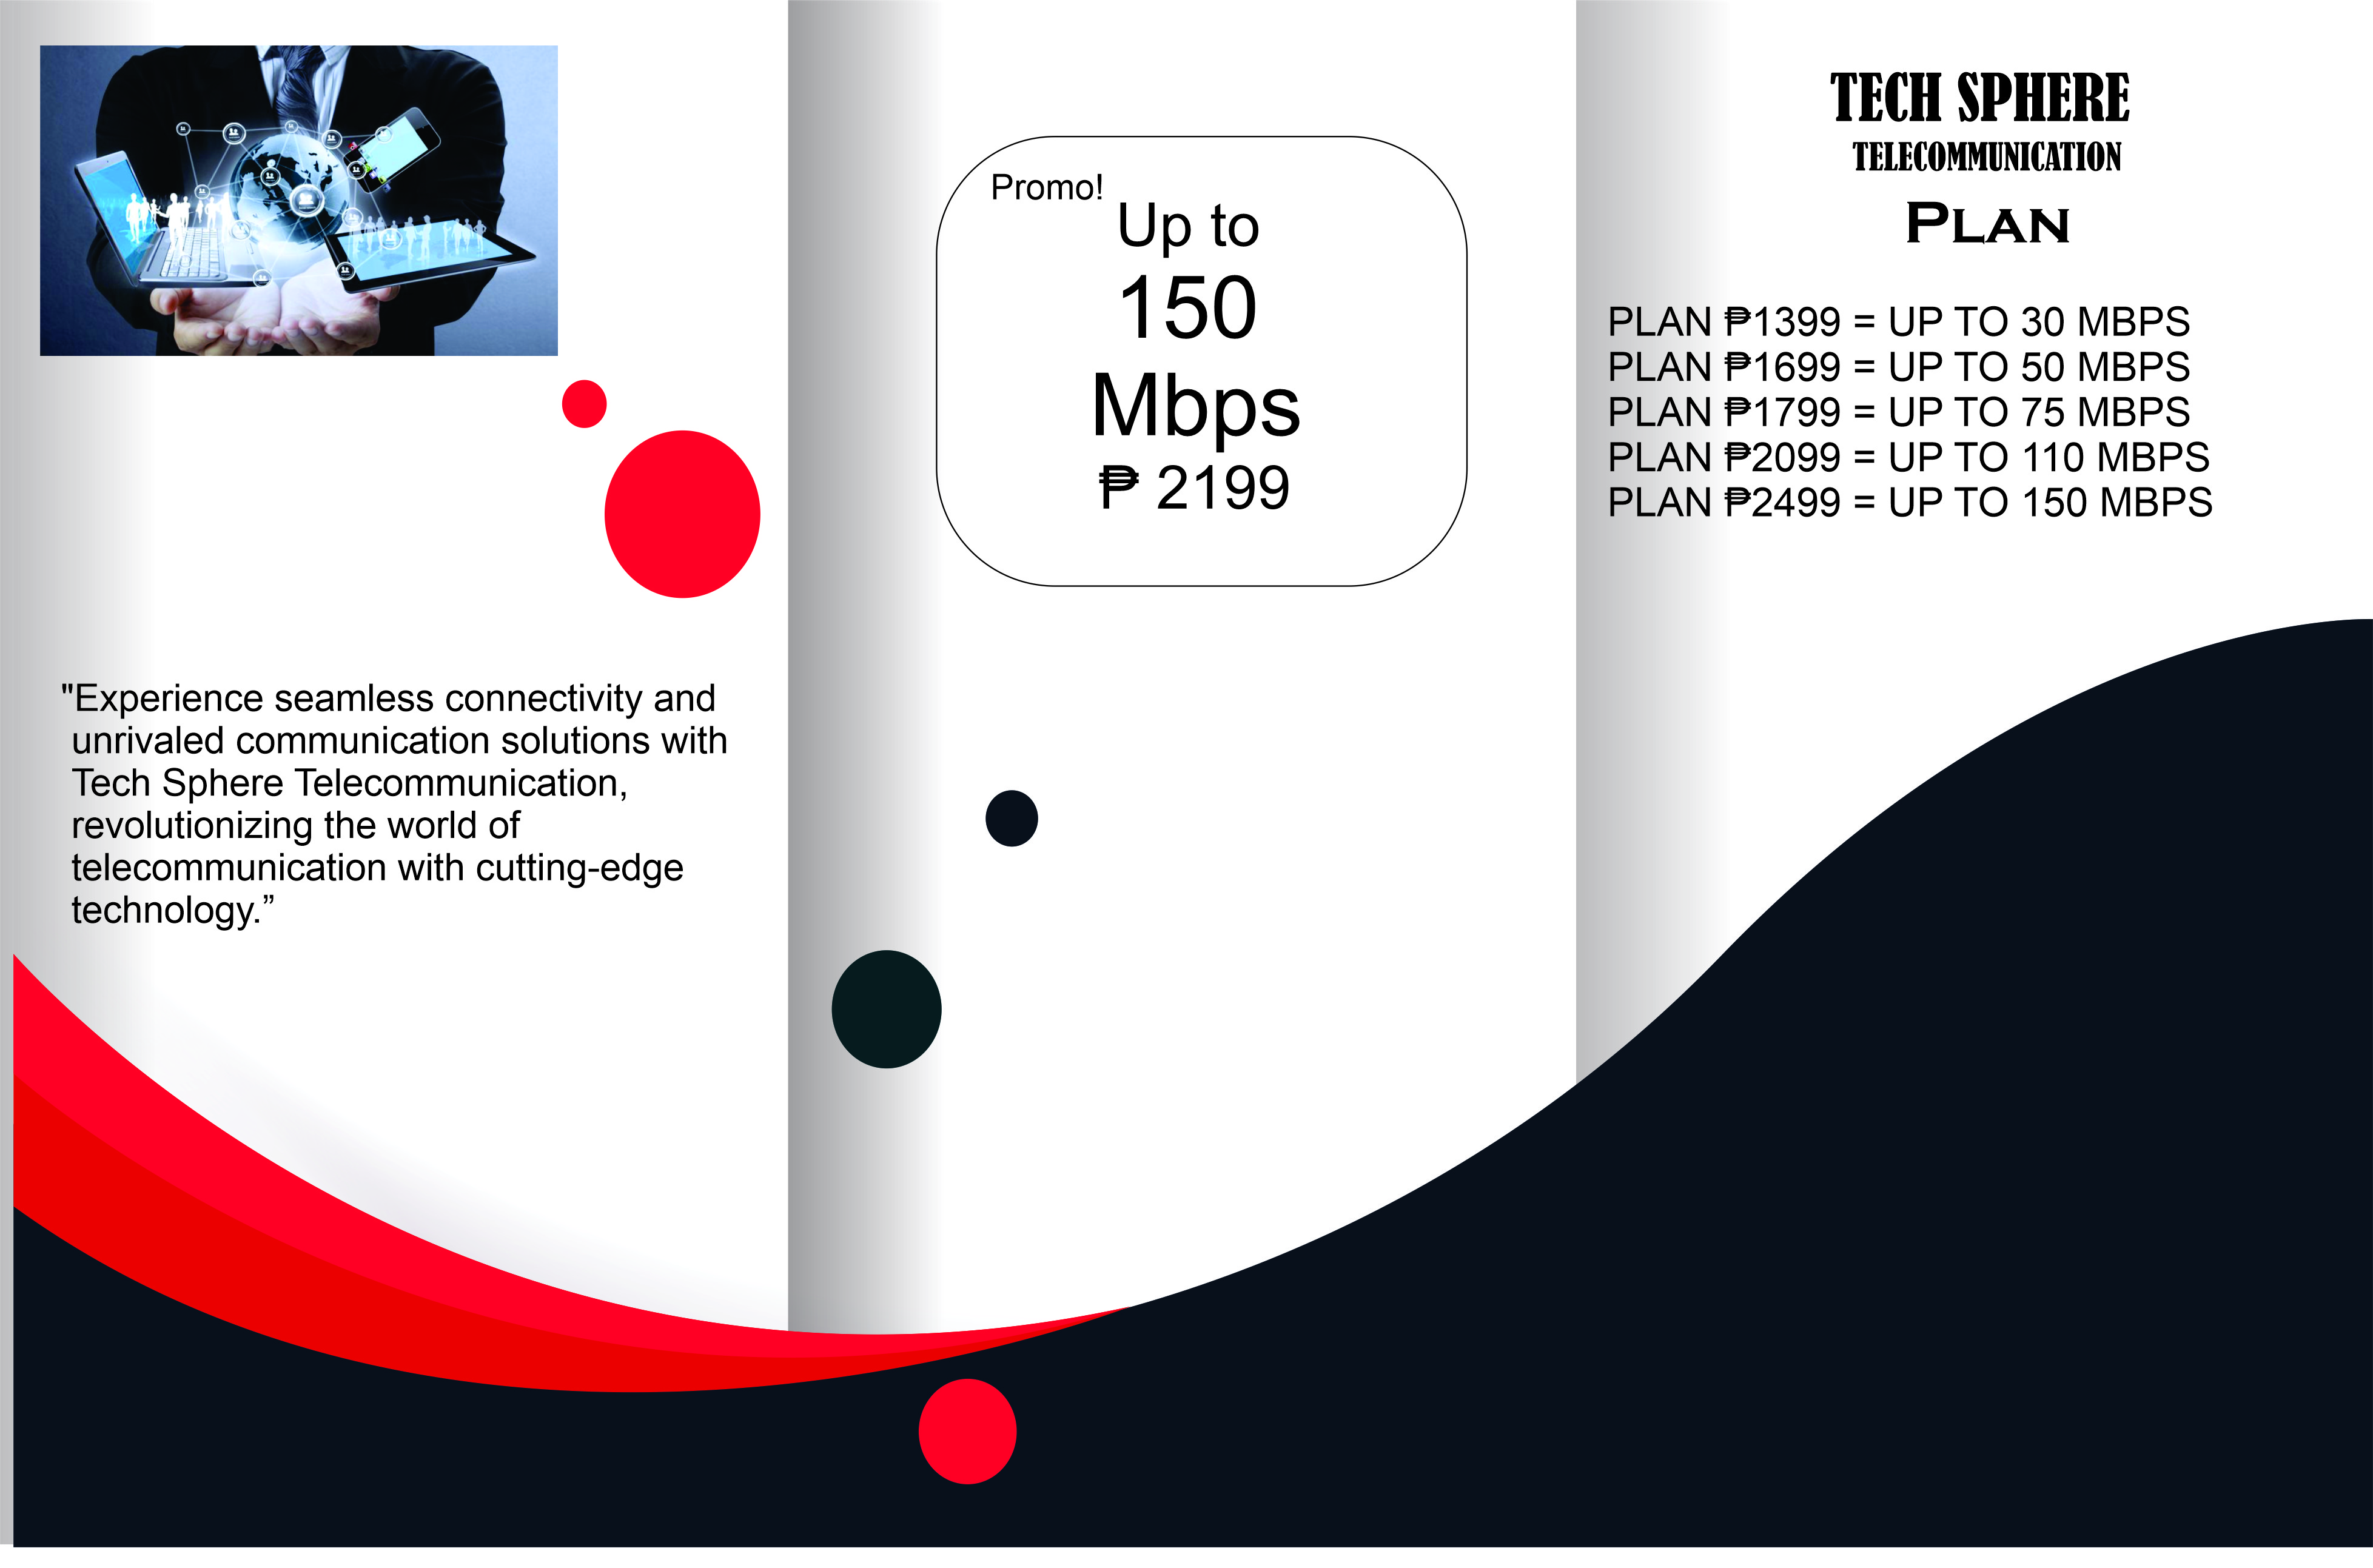 "Experience seamless connectivity and
unrivaled communication solutions with
Tech Sphere Telecommunication,
revolutionizing the world of
telecommunication with cutting-edge
technology.”
Promo!
Up to
150
Mbps
₱ 2199
TECH SPHERE
TELECOMMUNICATION
PLAN
PLAN ₱1399 = UP TO 30 MBPS
PLAN ₱1699 = UP TO 50 MBPS
PLAN ₱1799 = UP TO 75 MBPS
PLAN ₱2099 = UP TO 110 MBPS
PLAN ₱2499 = UP TO 150 MBPS